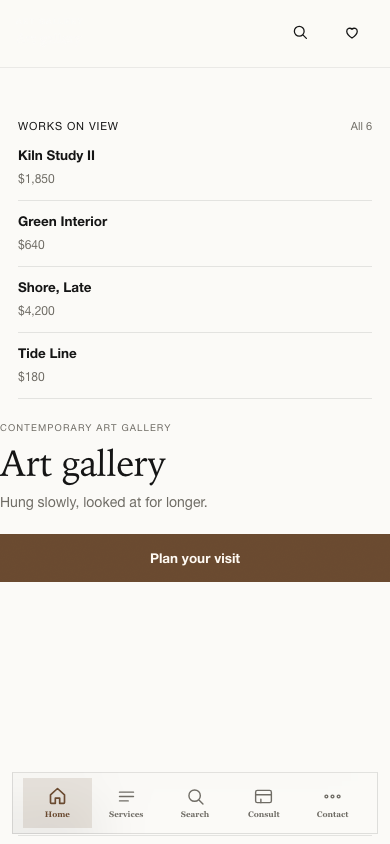 WORKS ON VIEW
All 6
Kiln Study II
$1,850
Green Interior
$640
Shore, Late
$4,200
Tide Line
$180
CONTEMPORARY ART GALLERY
Art gallery
Hung slowly, looked at for longer.
Plan your visit
Home
Services
Search
Consult
Contact